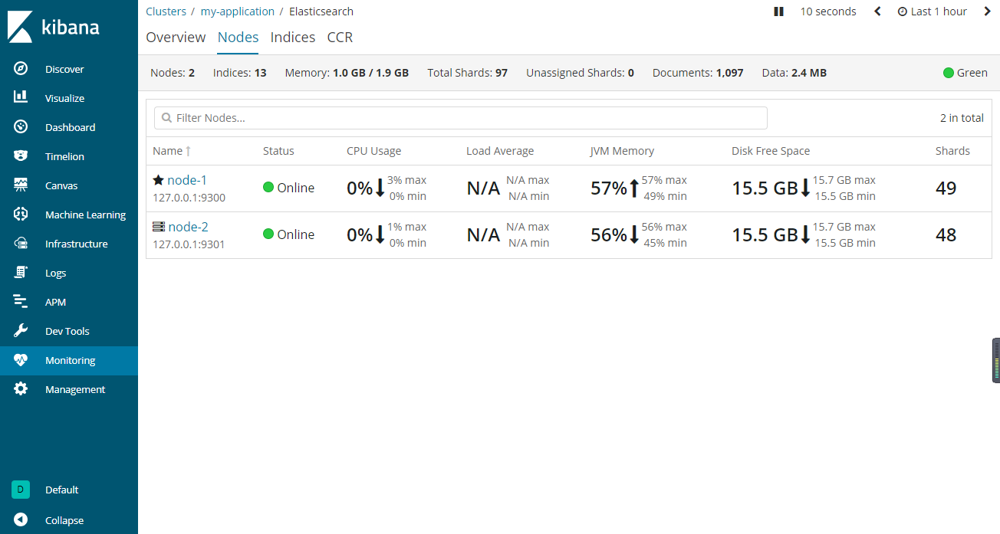 kibana
Discover
Visualize
Dashboard
Timelion
Canvas
Machine Learning
Infrastructure
Logs
APM
Dev Tools
Monitoring
Management
D Default
Collapse
Clusters / my-application / Elasticsearch
10 seconds Last 1 hour
Overview Nodes Indices CCR
Nodes: 2 Indices: 13 Memory: 1.0 GB / 1.9 GB Total Shards: 97 Unassigned Shards: 0 Documents: 1,097 Data: 2.4 MB Green
Filter Nodes... 2 in total
Name Status CPU Usage Load Average JVM Memory Disk Free Space Shards
node-1 Online 0% 3% max N/A N/A max 57% 57% max 15.5 GB 15.7 GB max 49
127.0.0.1:9300 0% min N/A min 49% min 15.5 GB min
node-2 Online 0% 1% max N/A N/A max 56% 56% max 15.5 GB 15.7 GB max 48
127.0.0.1:9301 0% min N/A min 45% min 15.5 GB min